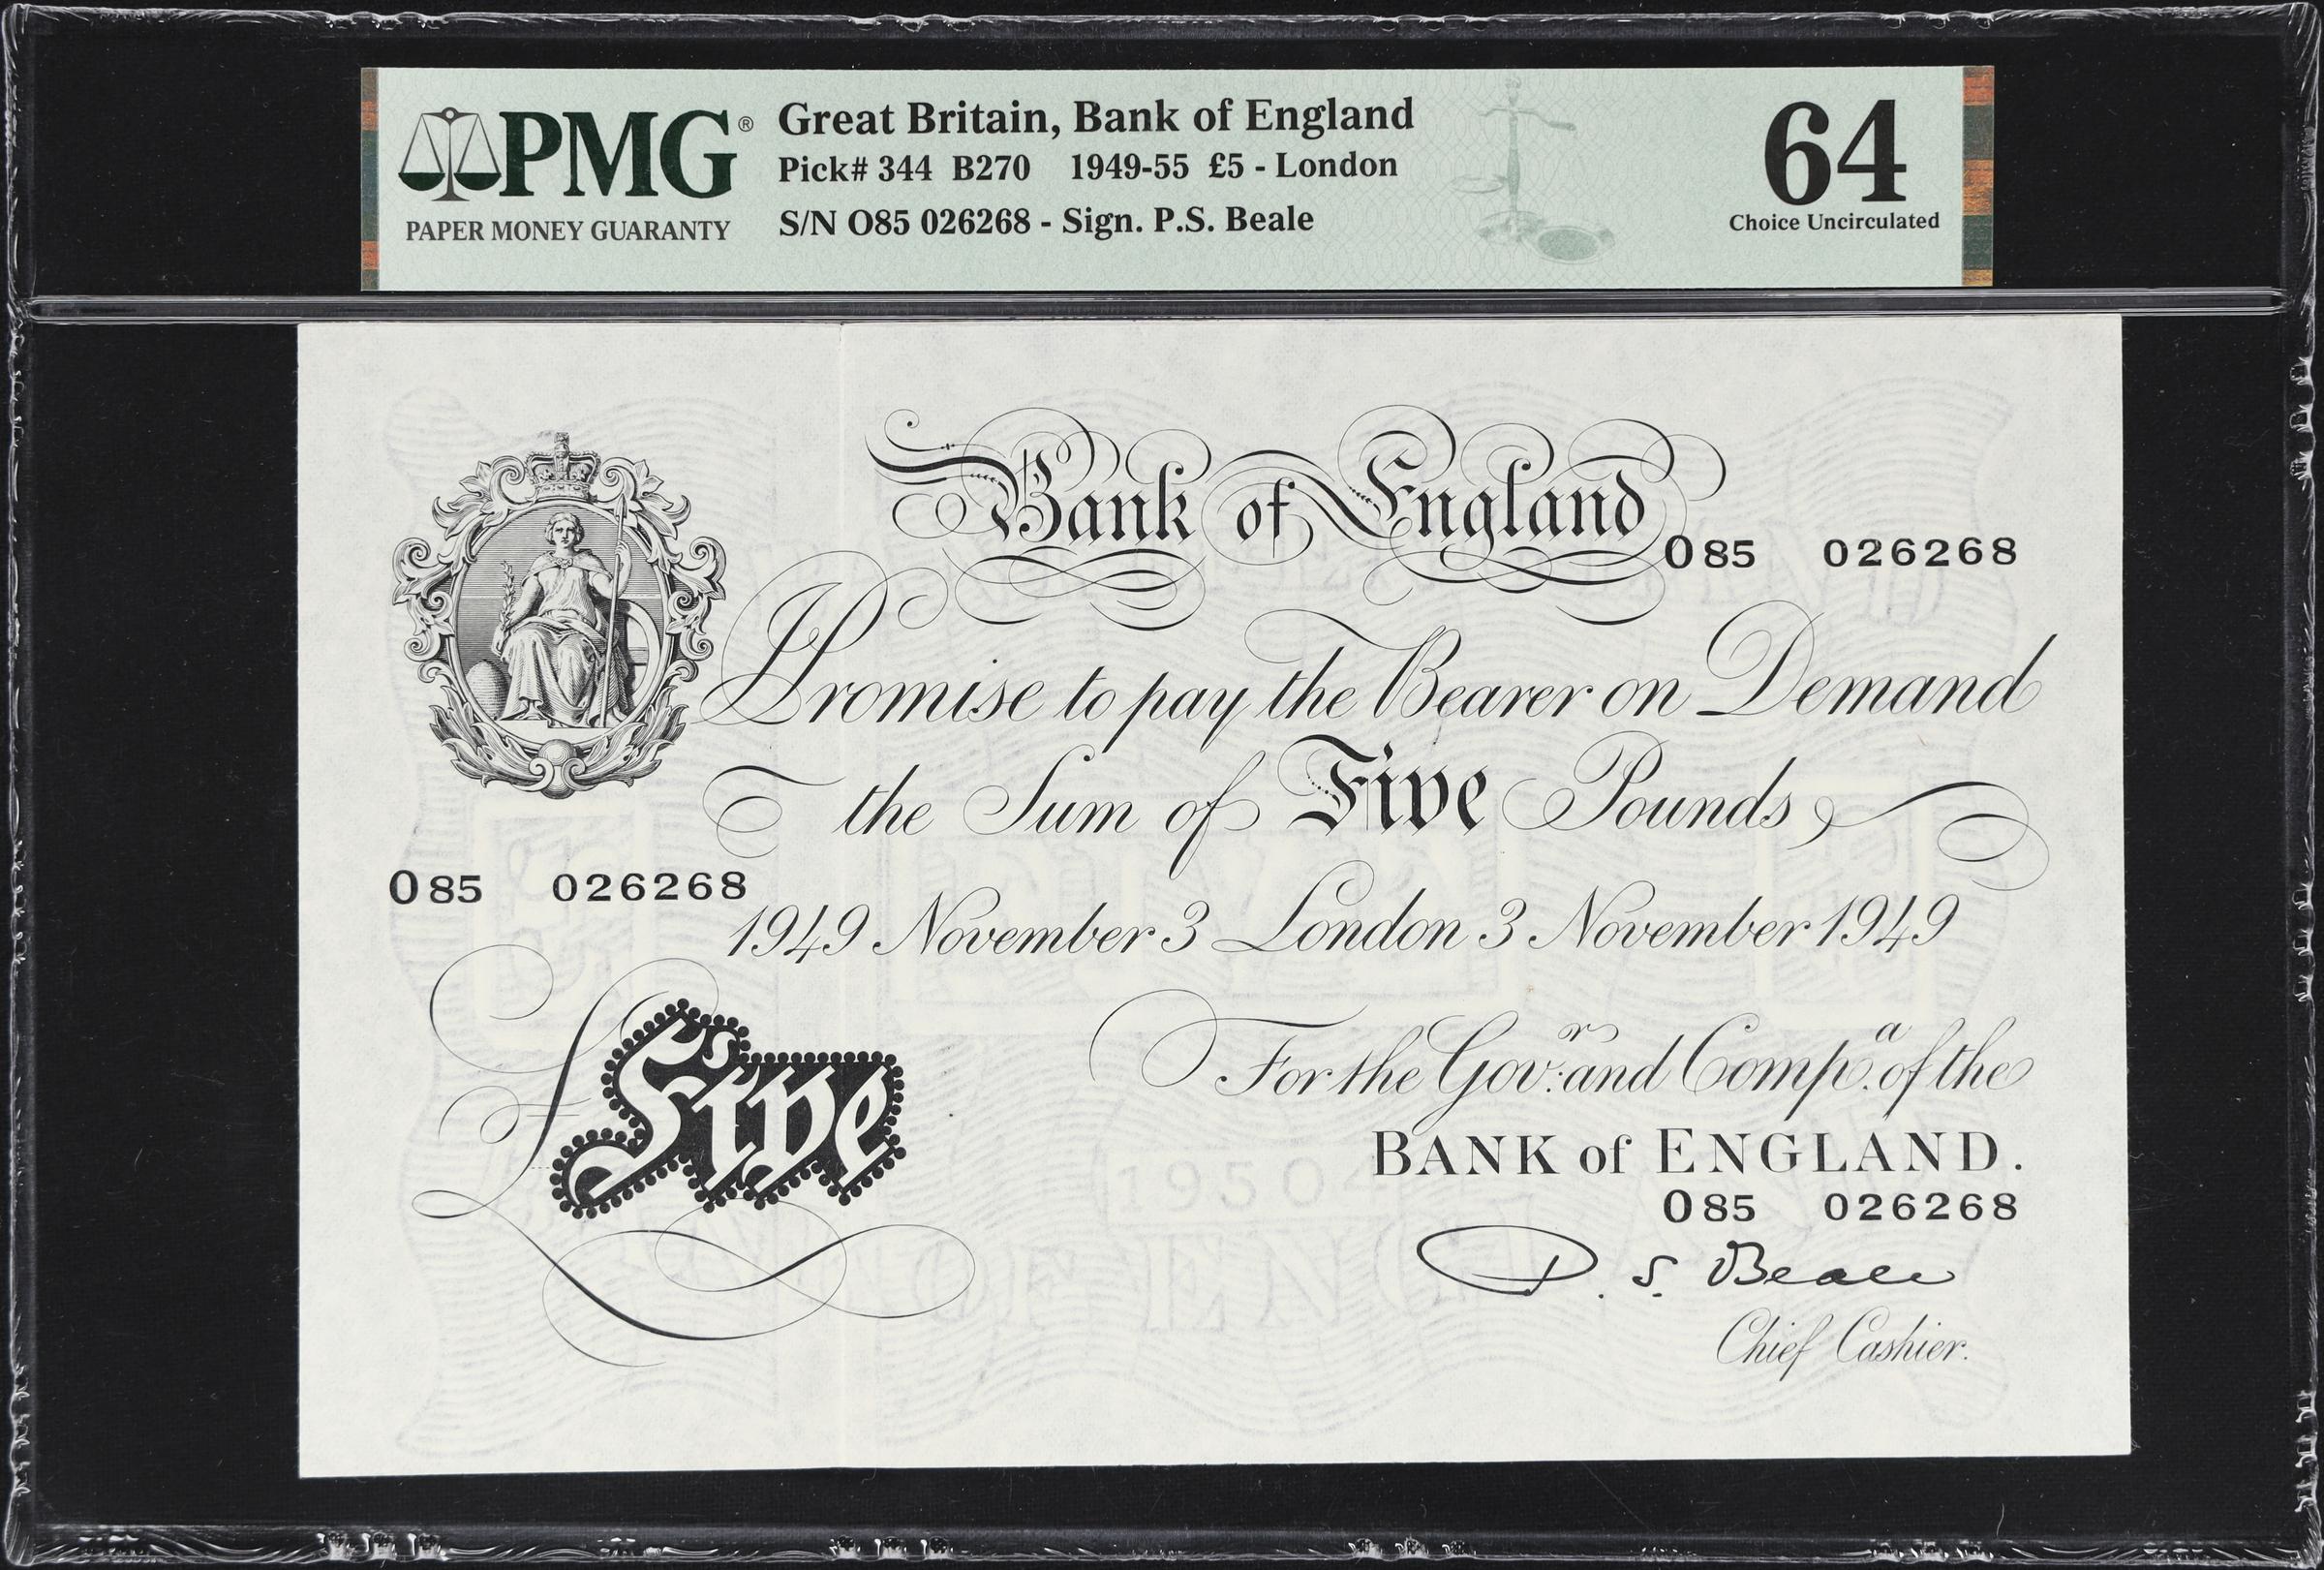 PMG®
PAPER MONEY GUARANTY
Great Britain, Bank of England
Pick# 344 B270 1949-55 £5 - London
S/N O85 026268 - Sign. P.S. Beale
64
Choice Uncirculated
Bank of England
O85 026268
I Promise to pay the Bearer on Demand
the Sum of Five Pounds
O85 026268
1949 November 3 London 3 November 1949
£Five
For the Govr. and Compa. of the
BANK of ENGLAND.
O85 026268
P. S. Beale
Chief Cashier.